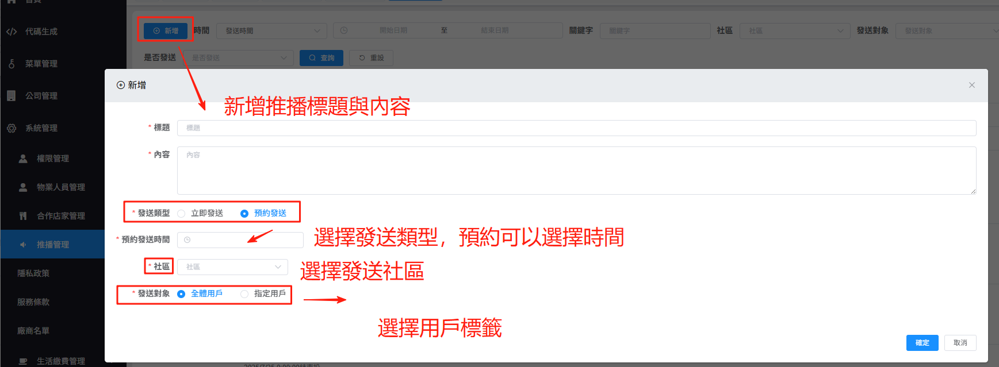 首頁
代碼生成
菜單管理
公司管理
系統管理
權限管理
物業人員管理
合作店家管理
推播管理
隱私政策
服務條款
廠商名單
生活繳費管理
新增 時間 發送時間 開始日期 至 結束日期 關鍵字 關鍵字 社區 社區 發送對象 發送對象
是否發送 是否發送 查詢 重設
新增
新增推播標題與內容
* 標題 標題
* 內容 內容
* 發送類型 立即發送 預約發送
* 預約發送時間
選擇發送類型，預約可以選擇時間
* 社區 社區
選擇發送社區
* 發送對象 全體用戶 指定用戶
選擇用戶標籤
確定 取消